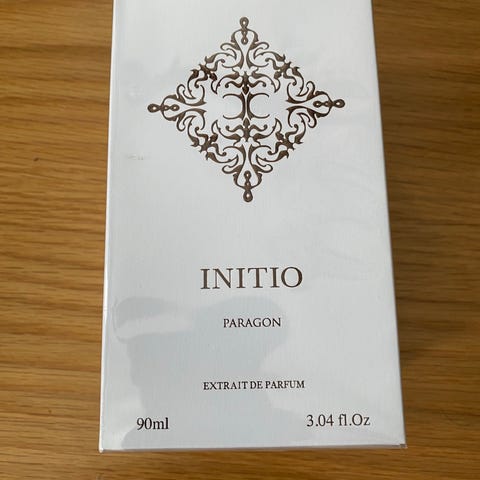 INITIO
PARAGON
EXTRAIT DE PARFUM
90ml 3.04 fl.Oz